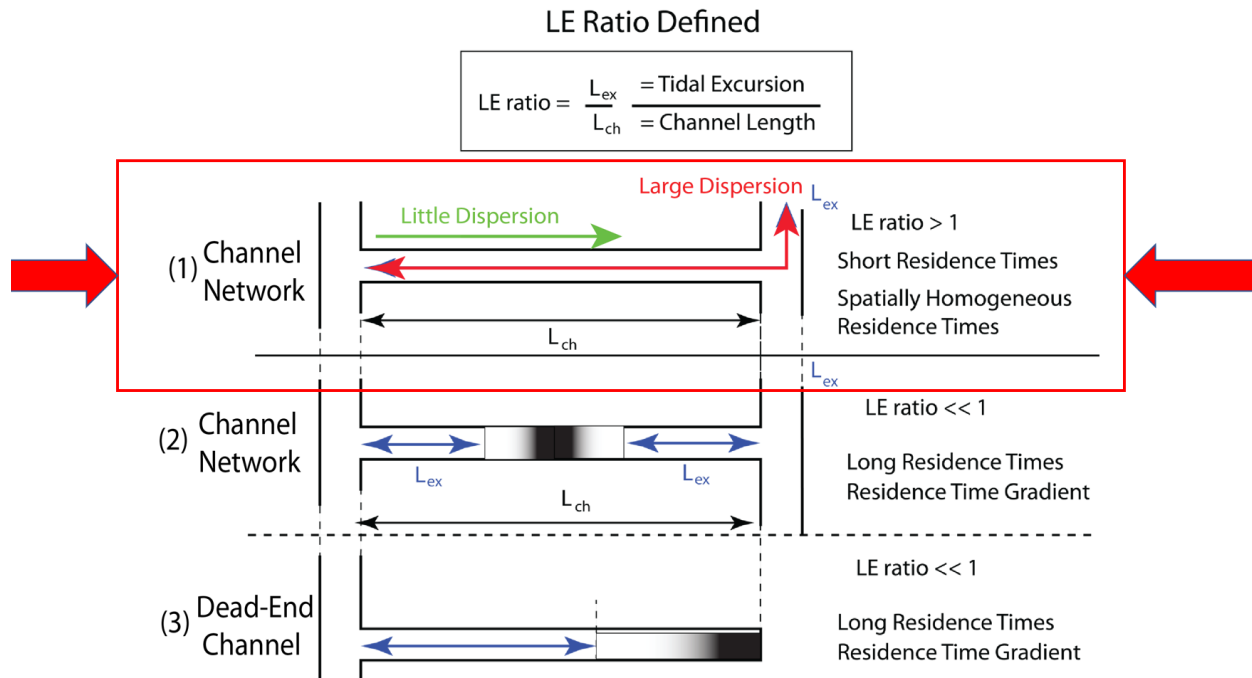 LE Ratio Defined
LE ratio = Lex = Tidal Excursion
Lch = Channel Length
Large Dispersion Lex
Little Dispersion
LE ratio > 1
(1) Channel
Network
Short Residence Times
Spatially Homogeneous
Residence Times
Lch
Lex
LE ratio << 1
(2) Channel
Network
Lex
Lex
Long Residence Times
Residence Time Gradient
Lch
LE ratio << 1
(3) Dead-End
Channel
Long Residence Times
Residence Time Gradient